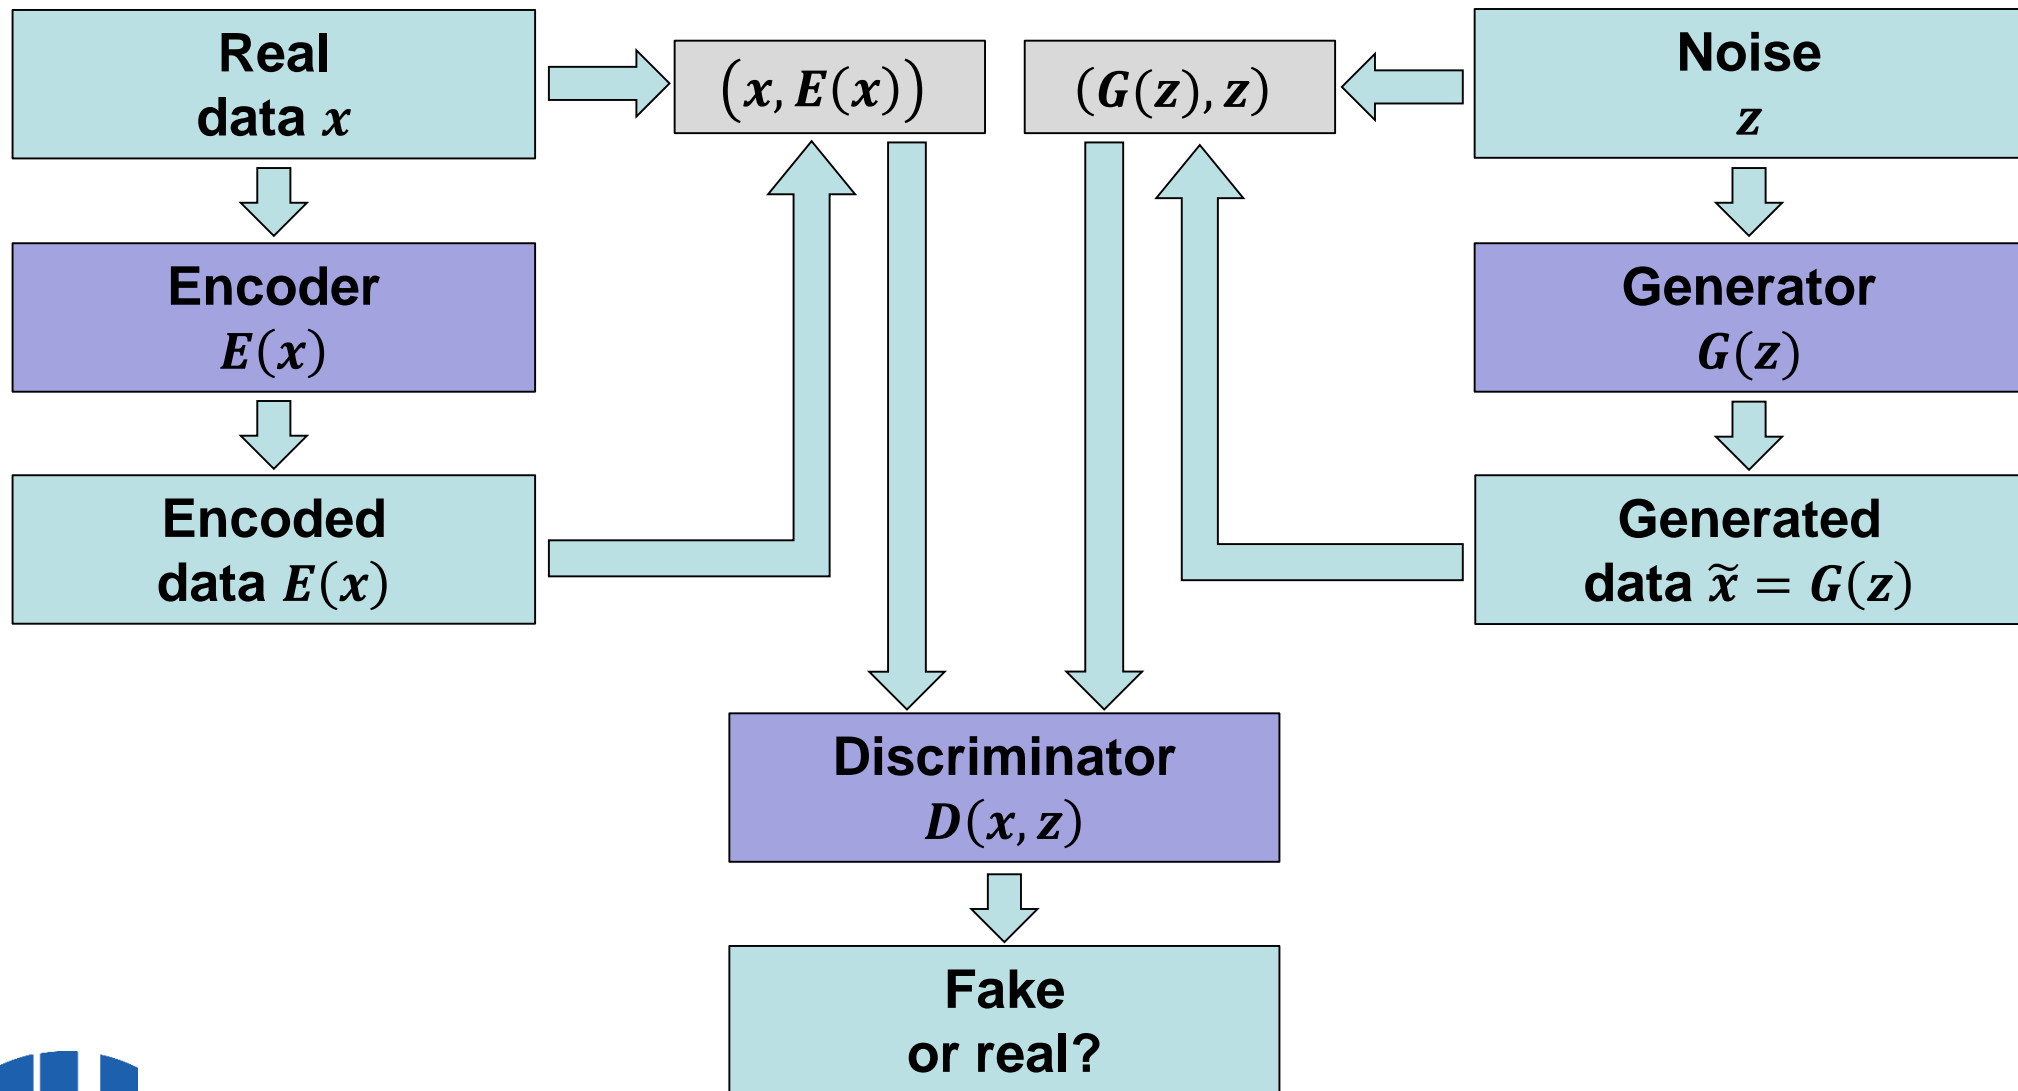 Real
data x
(x, E(x))
(G(z), z)
Noise
z
Encoder
E(x)
Generator
G(z)
Encoded
data E(x)
Generated
data x̃ = G(z)
Discriminator
D(x, z)
Fake
or real?